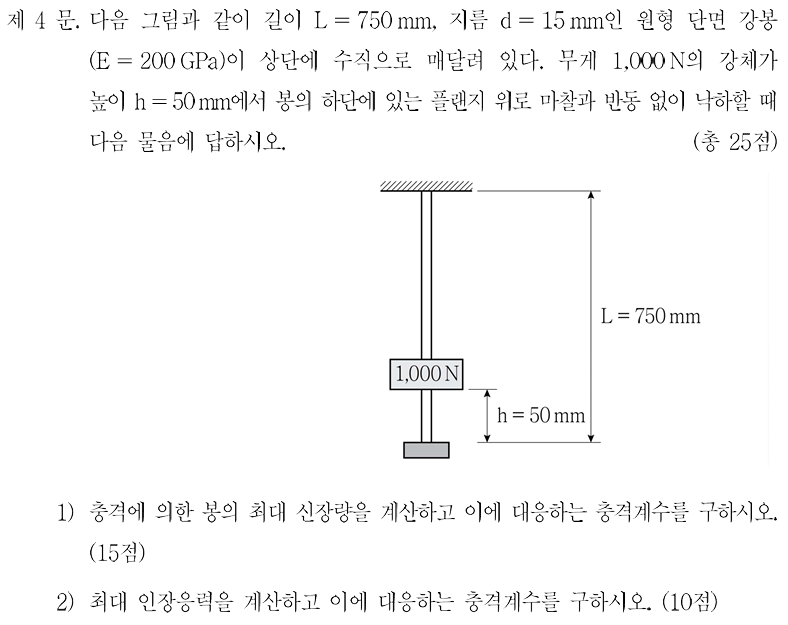 제 4 문. 다음 그림과 같이 길이 L = 750 mm, 지름 d = 15 mm인 원형 단면 강봉
(E = 200 GPa)이 상단에 수직으로 매달려 있다. 무게 1,000 N의 강체가
높이 h = 50 mm에서 봉의 하단에 있는 플랜지 위로 마찰과 반동 없이 낙하할 때
다음 물음에 답하시오. (총 25점)
L = 750 mm
1,000 N
h = 50 mm
1) 충격에 의한 봉의 최대 신장량을 계산하고 이에 대응하는 충격계수를 구하시오.
(15점)
2) 최대 인장응력을 계산하고 이에 대응하는 충격계수를 구하시오. (10점)